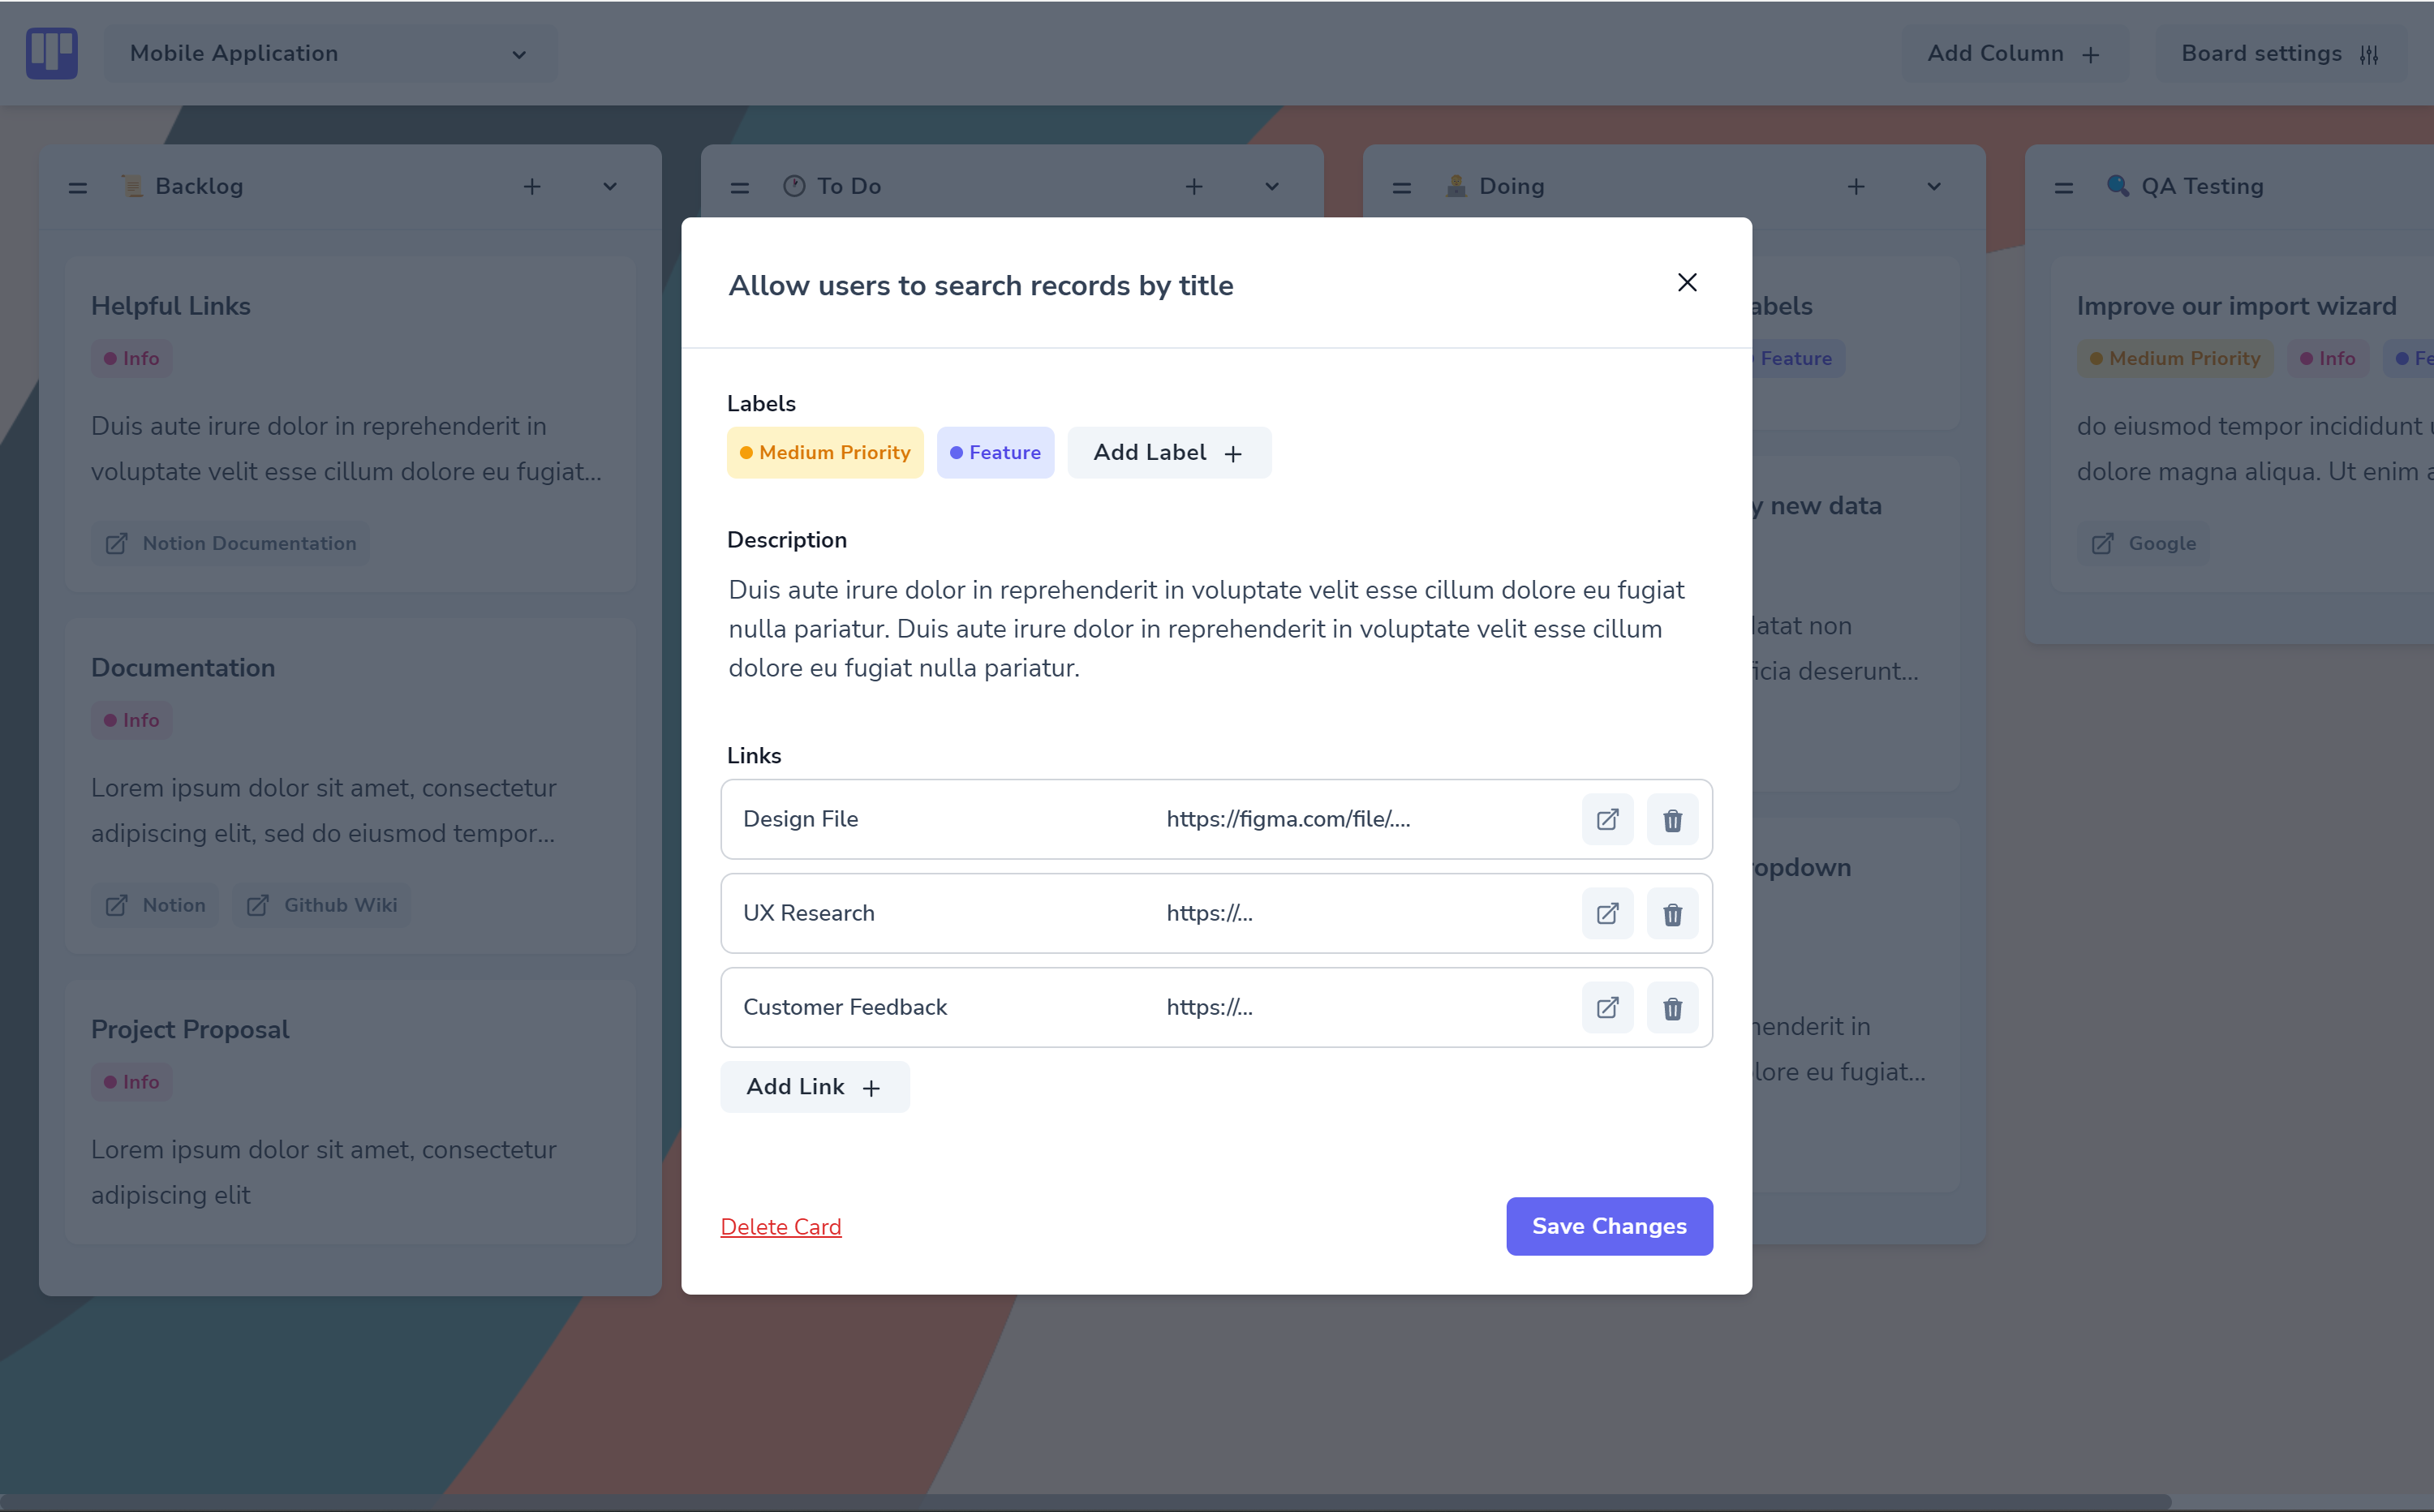 Mobile Application
Add Column
Board settings
Backlog
To Do
Doing
QA Testing
Helpful Links
Info
Duis aute irure dolor in reprehenderit in
voluptate velit esse cillum dolore eu fugiat...
Notion Documentation
Documentation
Info
Lorem ipsum dolor sit amet, consectetur
adipiscing elit, sed do eiusmod tempor...
Notion
Github Wiki
Project Proposal
Info
Lorem ipsum dolor sit amet, consectetur
adipiscing elit
Allow users to search records by title
Labels
Medium Priority
Feature
Add Label
Description
Duis aute irure dolor in reprehenderit in voluptate velit esse cillum dolore eu fugiat
nulla pariatur. Duis aute irure dolor in reprehenderit in voluptate velit esse cillum
dolore eu fugiat nulla pariatur.
Links
Design File
https://figma.com/file/....
UX Research
https://...
Customer Feedback
https://...
Add Link
Delete Card
Save Changes
Feature
new data
non
deserunt...
in
eu fugiat...
Improve our import wizard
Medium Priority
Info
do eiusmod tempor incididunt
dolore magna aliqua. Ut enim
Google